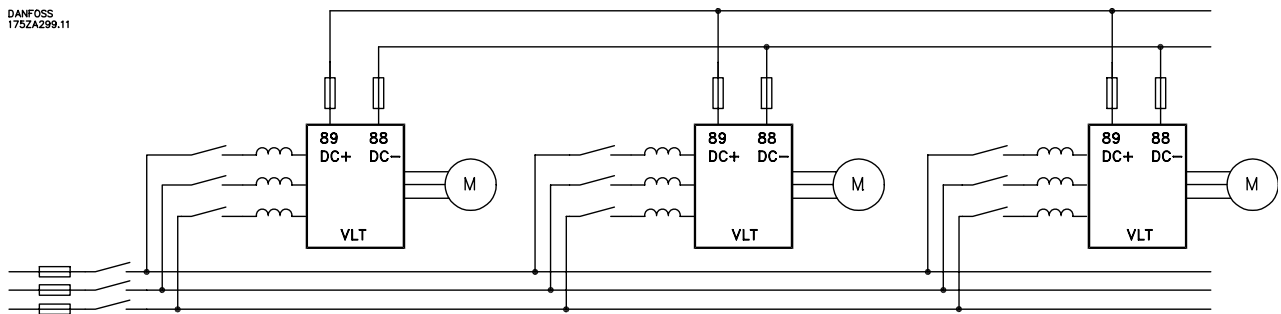 DANFOSS
175ZA299.11
89 88
DC+ DC-
M
VLT
89 88
DC+ DC-
M
VLT
89 88
DC+ DC-
M
VLT